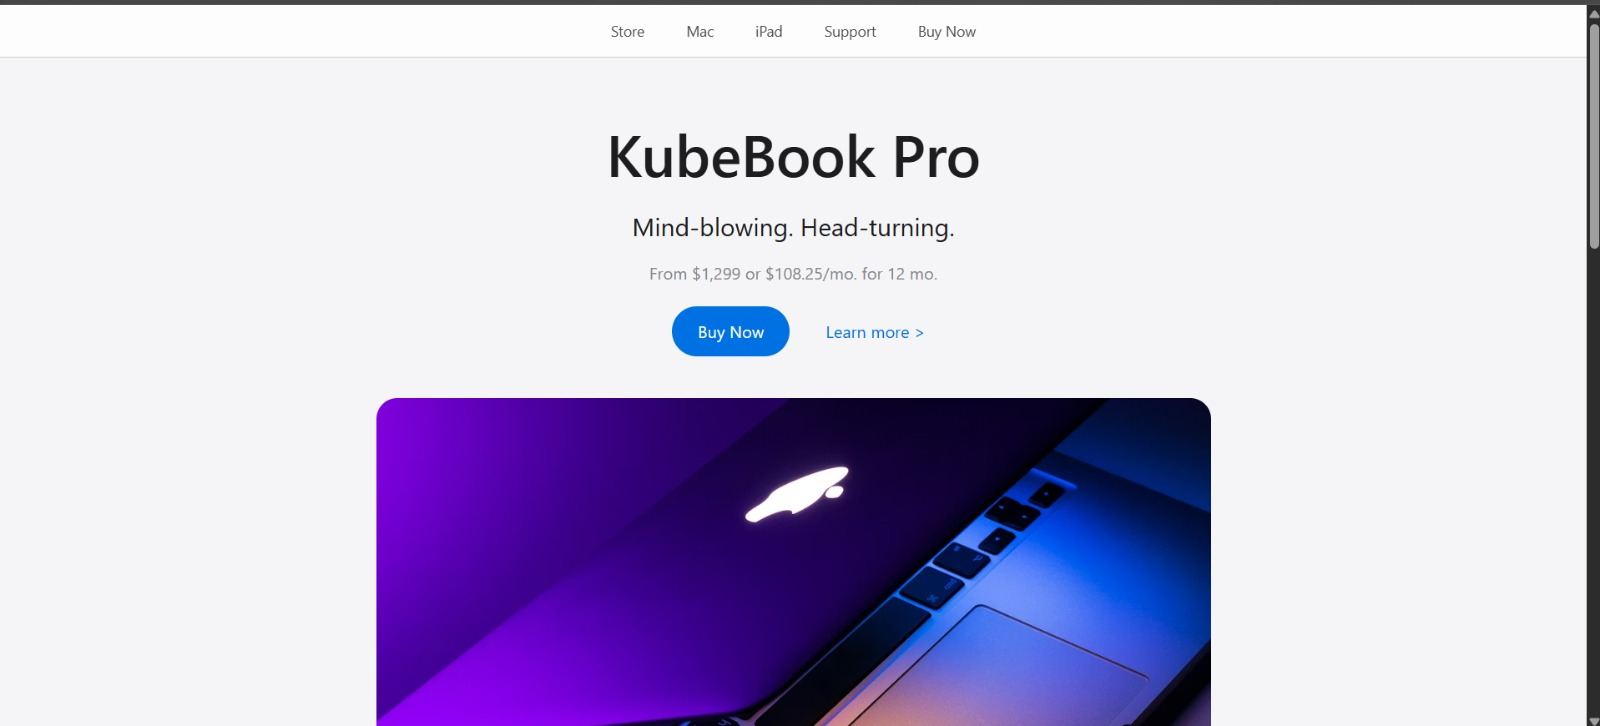 Store Mac iPad Support Buy Now
KubeBook Pro
Mind-blowing. Head-turning.
From $1,299 or $108.25/mo. for 12 mo.
Buy Now Learn more >